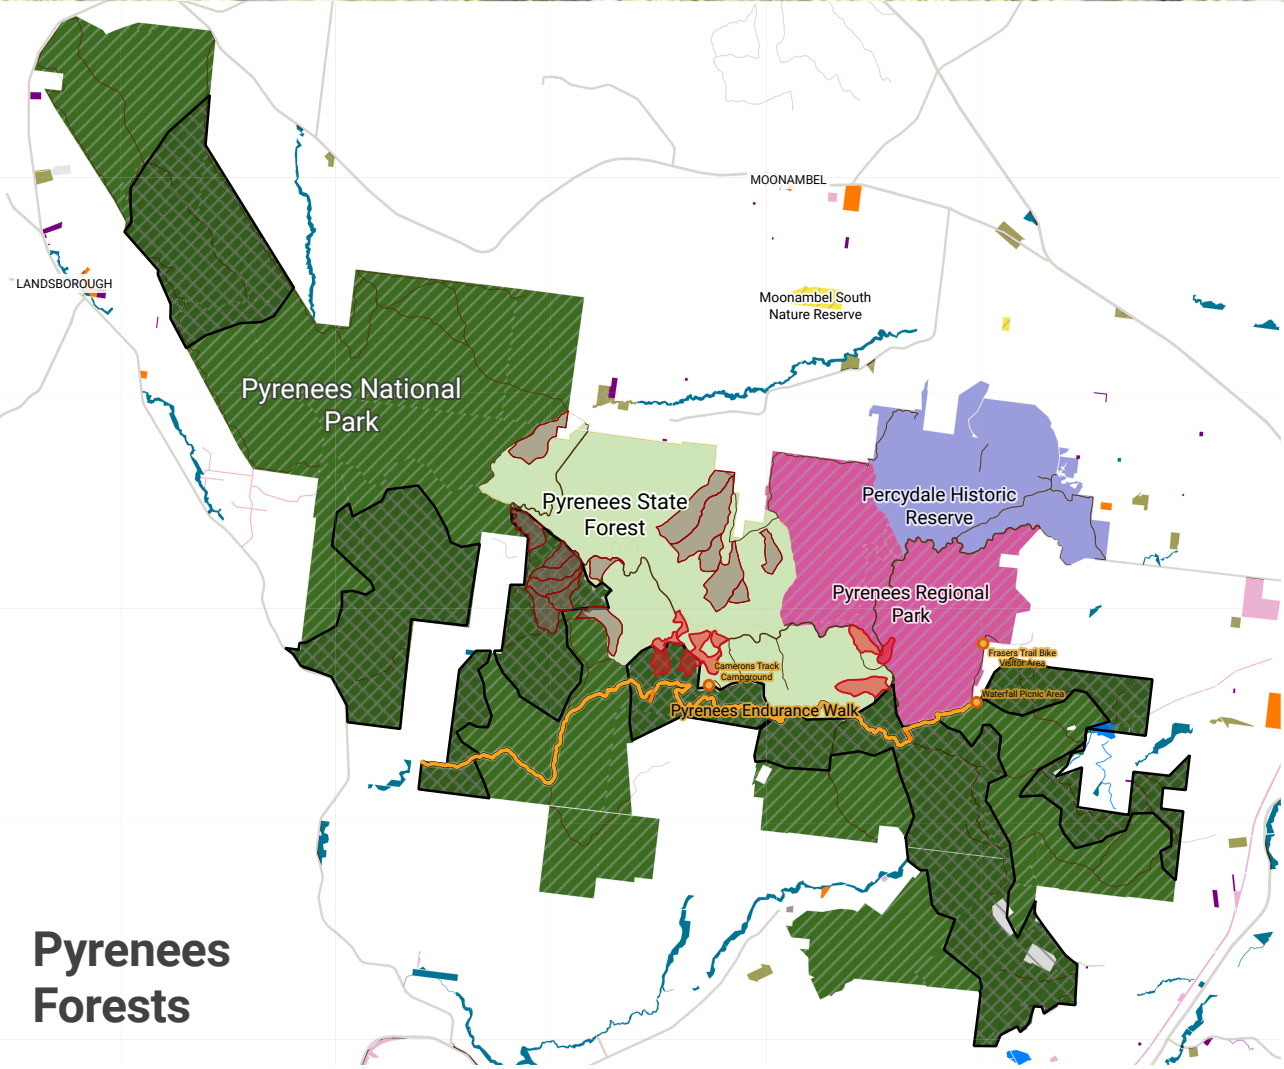 MOONAMBEL
LANDSBOROUGH
Moonambel South
Nature Reserve
Pyrenees National
Park
Pyrenees State
Forest
Percydale Historic
Reserve
Pyrenees Regional
Park
Frasers Trail Bike
Visitor Area
Camerons Track
Campground
Waterfall Picnic Area
Pyrenees Endurance Walk
Pyrenees
Forests